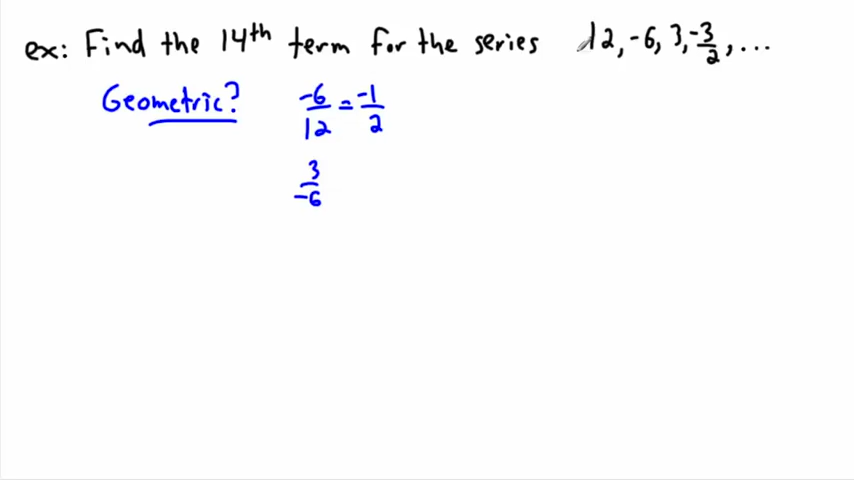 ex: Find the 14th term for the series 12, -6, 3, -3/2, ...
Geometric? -6/12 = -1/2
3/-6